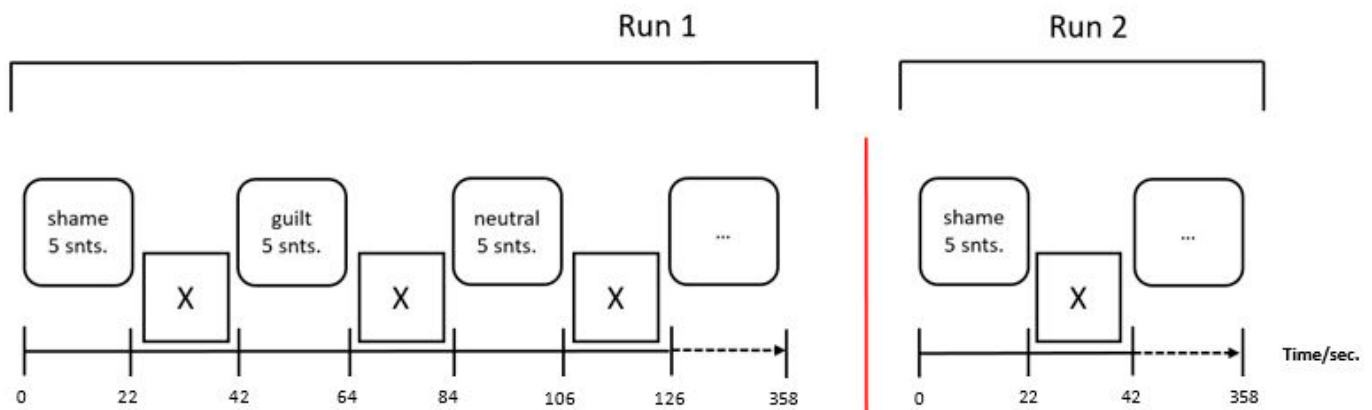 Run 1
Run 2
shame
5 snts.
guilt
5 snts.
neutral
5 snts.
...
shame
5 snts.
...
X
X
X
X
Time/sec.
0 22 42 64 84 106 126 358
0 22 42 358